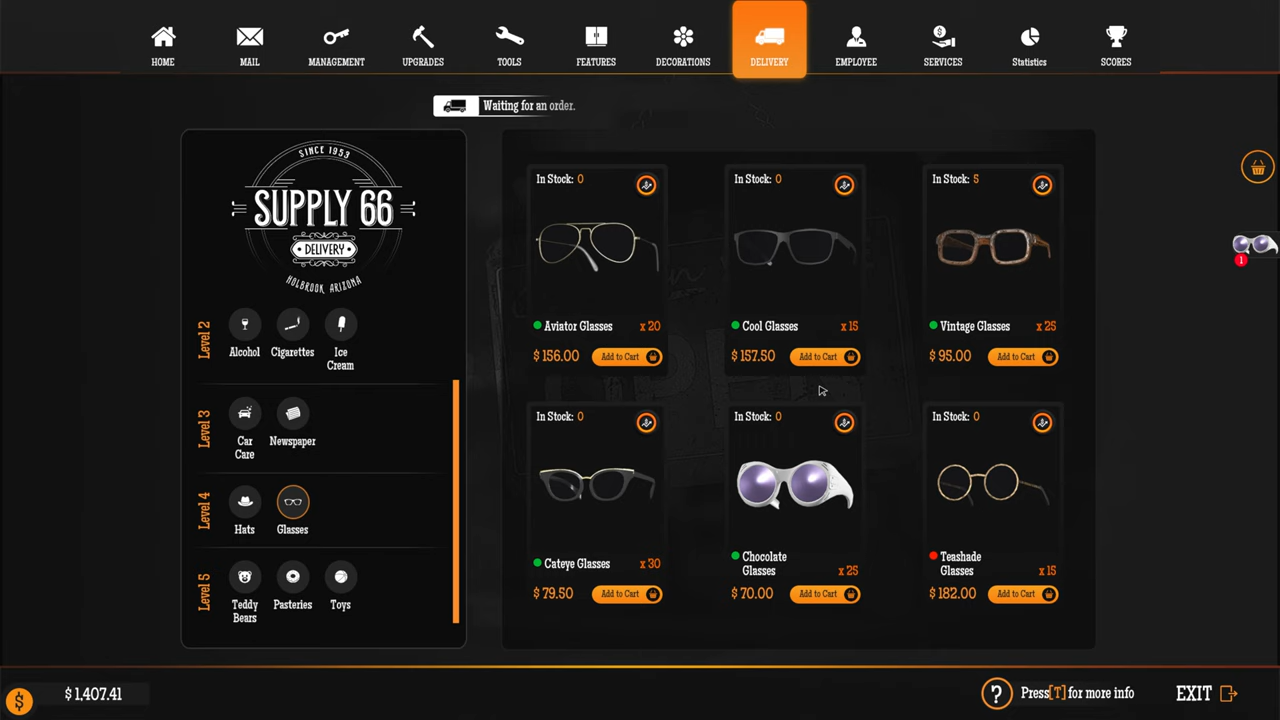 HOME
MAIL
MANAGEMENT
UPGRADES
TOOLS
FEATURES
DECORATIONS
DELIVERY
EMPLOYEE
SERVICES
Statistics
SCORES
Waiting for an order.
SINCE 1953
SUPPLY 66
DELIVERY
HOLBROOK ARIZONA
Level 2
Alcohol
Cigarettes
Ice
Cream
Level 3
Car
Care
Newspaper
Level 4
Hats
Glasses
Level 5
Teddy
Bears
Pasteries
Toys
In Stock: 0
Aviator Glasses x 20
$ 156.00 Add to Cart
In Stock: 0
Cool Glasses x 15
$ 157.50 Add to Cart
In Stock: 5
Vintage Glasses x 25
$ 95.00 Add to Cart
In Stock: 0
Cateye Glasses x 30
$ 79.50 Add to Cart
In Stock: 0
Chocolate
Glasses x 25
$ 70.00 Add to Cart
In Stock: 0
Teashade
Glasses x 15
$ 182.00 Add to Cart
1
$ $ 1,407.41
? Press[T] for more info
EXIT